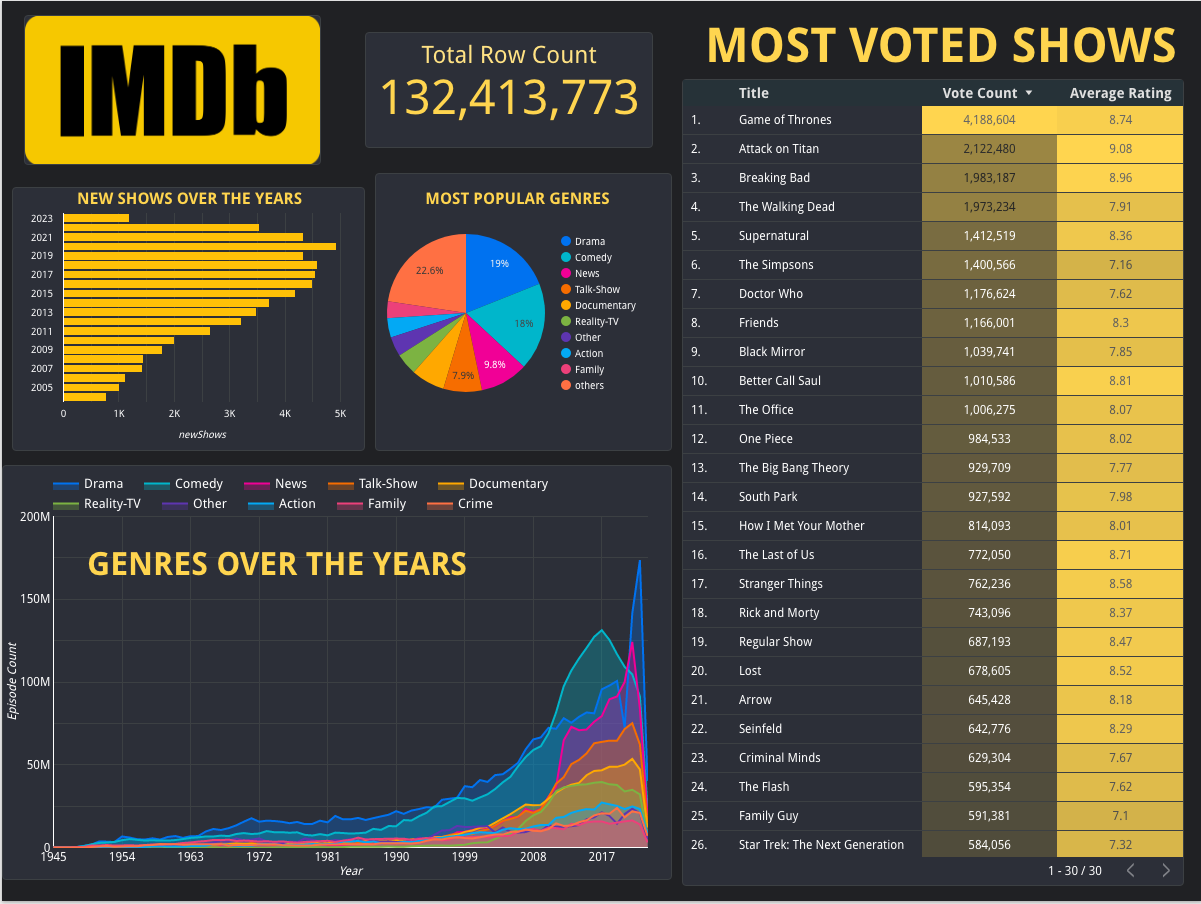 IMDb
Total Row Count
132,413,773
MOST VOTED SHOWS
NEW SHOWS OVER THE YEARS
2023
2021
2019
2017
2015
2013
2011
2009
2007
2005
0 1K 2K 3K 4K 5K
newShows
MOST POPULAR GENRES
19%
18%
9.8%
7.9%
22.6%
Drama
Comedy
News
Talk-Show
Documentary
Reality-TV
Other
Action
Family
others
Drama Comedy News Talk-Show Documentary
Reality-TV Other Action Family Crime
GENRES OVER THE YEARS
200M
150M
100M
50M
0
Episode Count
1945 1954 1963 1972 1981 1990 1999 2008 2017
Year
Title Vote Count Average Rating
1. Game of Thrones 4,188,604 8.74
2. Attack on Titan 2,122,480 9.08
3. Breaking Bad 1,983,187 8.96
4. The Walking Dead 1,973,234 7.91
5. Supernatural 1,412,519 8.36
6. The Simpsons 1,400,566 7.16
7. Doctor Who 1,176,624 7.62
8. Friends 1,166,001 8.3
9. Black Mirror 1,039,741 7.85
10. Better Call Saul 1,010,586 8.81
11. The Office 1,006,275 8.07
12. One Piece 984,533 8.02
13. The Big Bang Theory 929,709 7.77
14. South Park 927,592 7.98
15. How I Met Your Mother 814,093 8.01
16. The Last of Us 772,050 8.71
17. Stranger Things 762,236 8.58
18. Rick and Morty 743,096 8.37
19. Regular Show 687,193 8.47
20. Lost 678,605 8.52
21. Arrow 645,428 8.18
22. Seinfeld 642,776 8.29
23. Criminal Minds 629,304 7.67
24. The Flash 595,354 7.62
25. Family Guy 591,381 7.1
26. Star Trek: The Next Generation 584,056 7.32
1 - 30 / 30